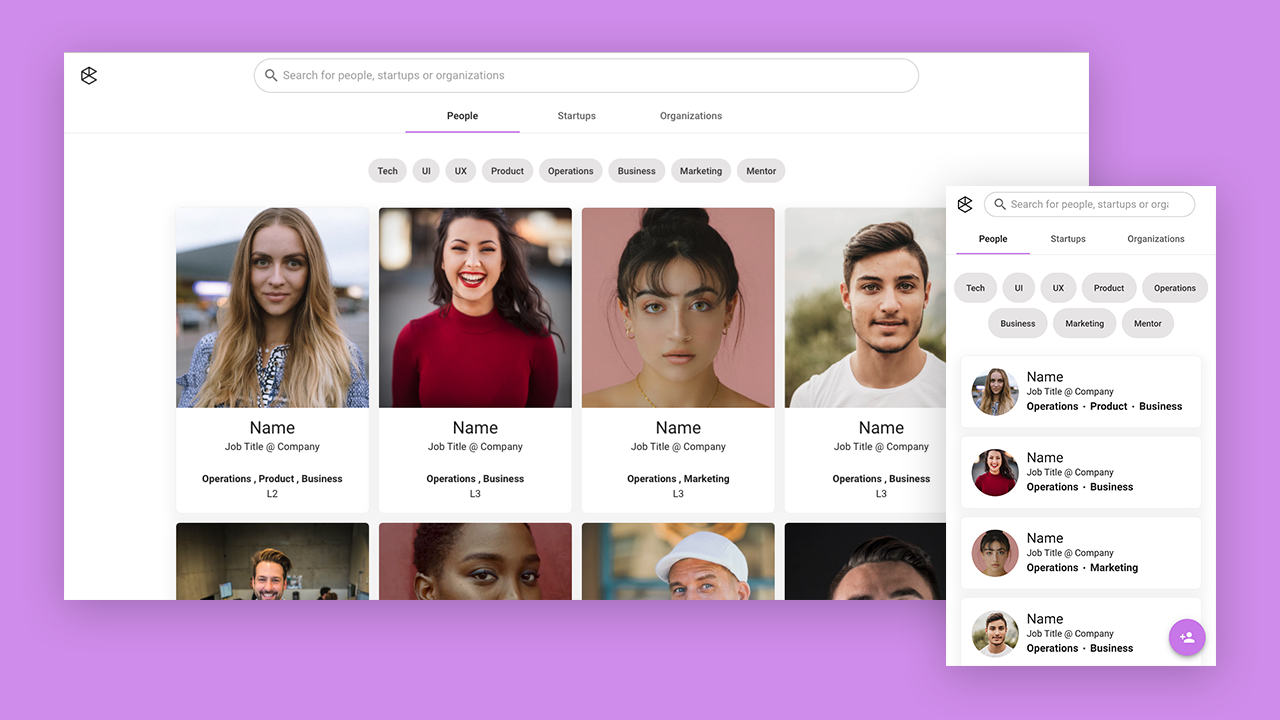 Search for people, startups or organizations
People Startups Organizations
Tech UI UX Product Operations Business Marketing Mentor
Name Name Name Name
Job Title @ Company Job Title @ Company Job Title @ Company Job Title @ Company
Operations , Product , Business Operations , Business Operations , Marketing Operations , Business
L2 L3 L3 L3
Search for people, startups or orga
People Startups Organizations
Tech UI UX Product Operations
Business Marketing Mentor
Name
Job Title @ Company
Operations · Product · Business
Name
Job Title @ Company
Operations · Business
Name
Job Title @ Company
Operations · Marketing
Name
Job Title @ Company
Operations · Business